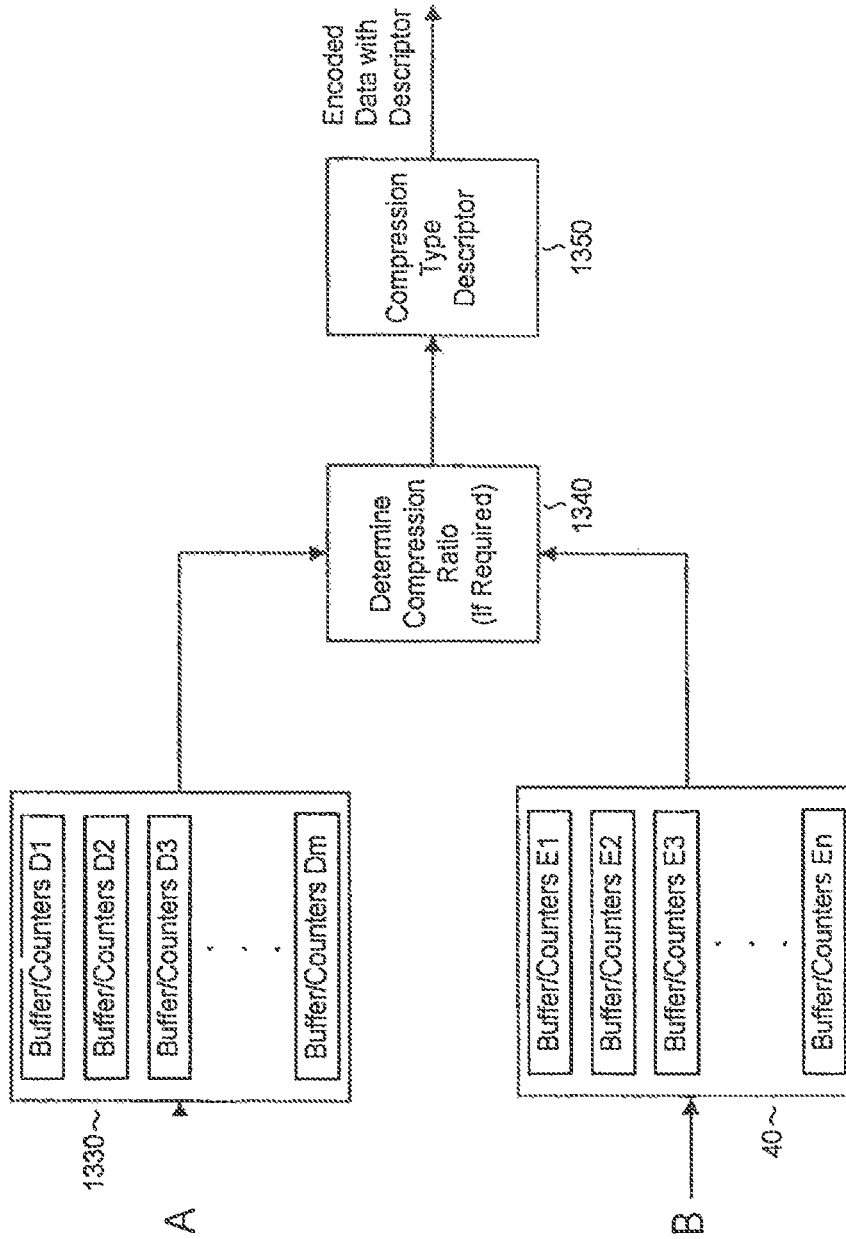 A
1330
Buffer/Counters D1
Buffer/Counters D2
Buffer/Counters D3
. . .
Buffer/Counters Dm
B
40
Buffer/Counters E1
Buffer/Counters E2
Buffer/Counters E3
. . .
Buffer/Counters En
Determine
Compression
Ratio
(If Required)
1340
Compression
Type
Descriptor
1350
Encoded
Data with
Descriptor